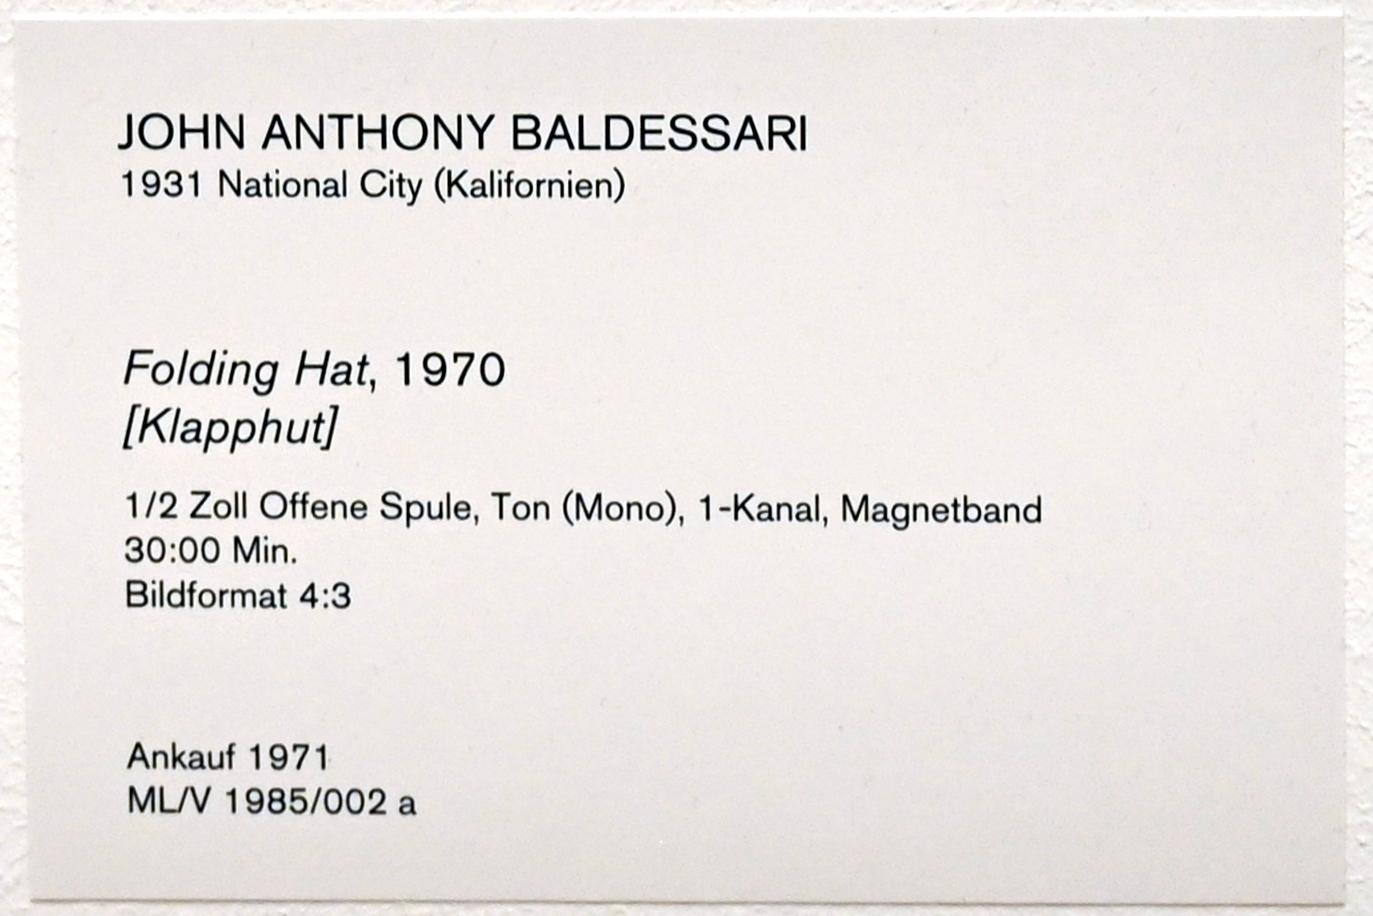 JOHN ANTHONY BALDESSARI
1931 National City (Kalifornien)
Folding Hat, 1970
[Klapphut]
1/2 Zoll Offene Spule, Ton (Mono), 1-Kanal, Magnetband
30:00 Min.
Bildformat 4:3
Ankauf 1971
ML/V 1985/002 a